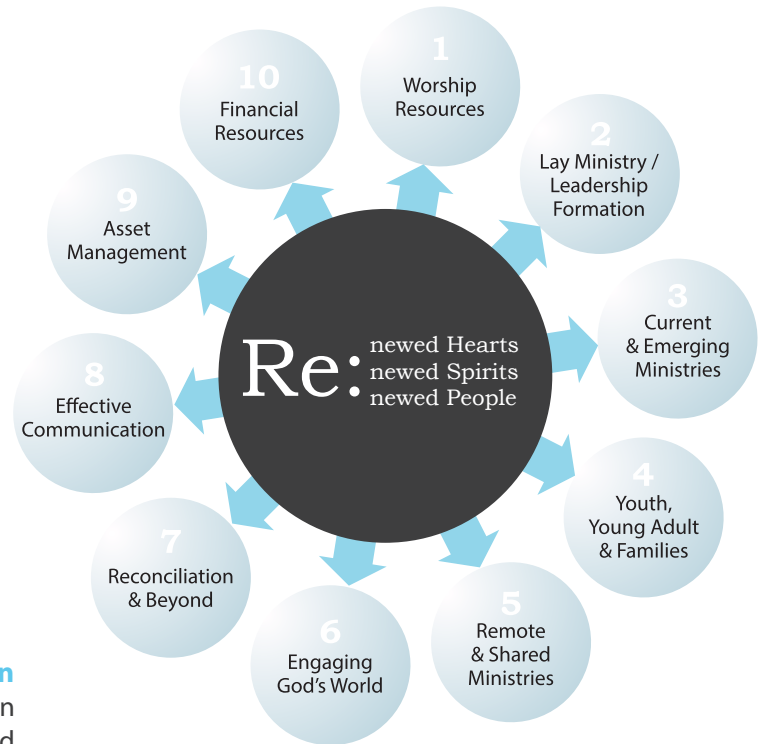 1
Worship
Resources
2
Lay Ministry /
Leadership
Formation
3
Current
& Emerging
Ministries
4
Youth,
Young Adult
& Families
5
Remote
& Shared
Ministries
6
Engaging
God's World
7
Reconciliation
& Beyond
8
Effective
Communication
9
Asset
Management
10
Financial
Resources
Re:
newed Hearts
newed Spirits
newed People
n
n
d